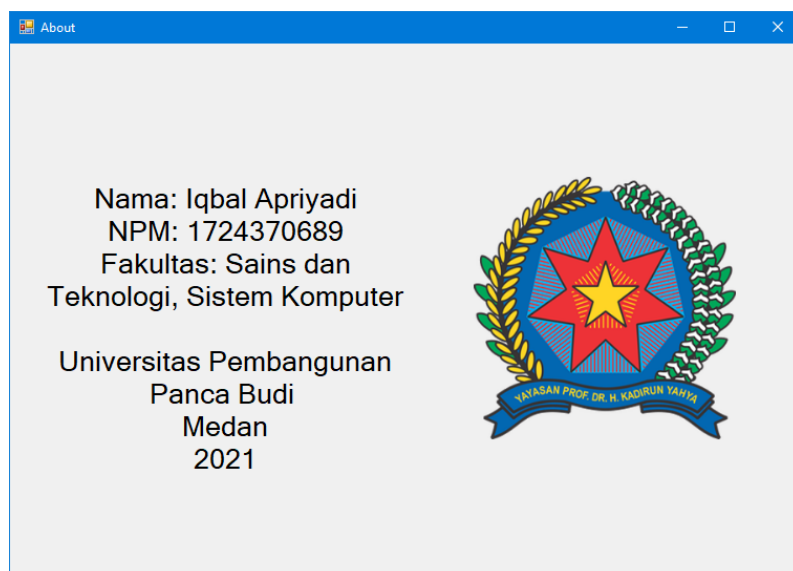 About
Nama: Iqbal Apriyadi
NPM: 1724370689
Fakultas: Sains dan
Teknologi, Sistem Komputer
Universitas Pembangunan
Panca Budi
Medan
2021
YAYASAN PROF. DR. H. KADIRUN YAHYA